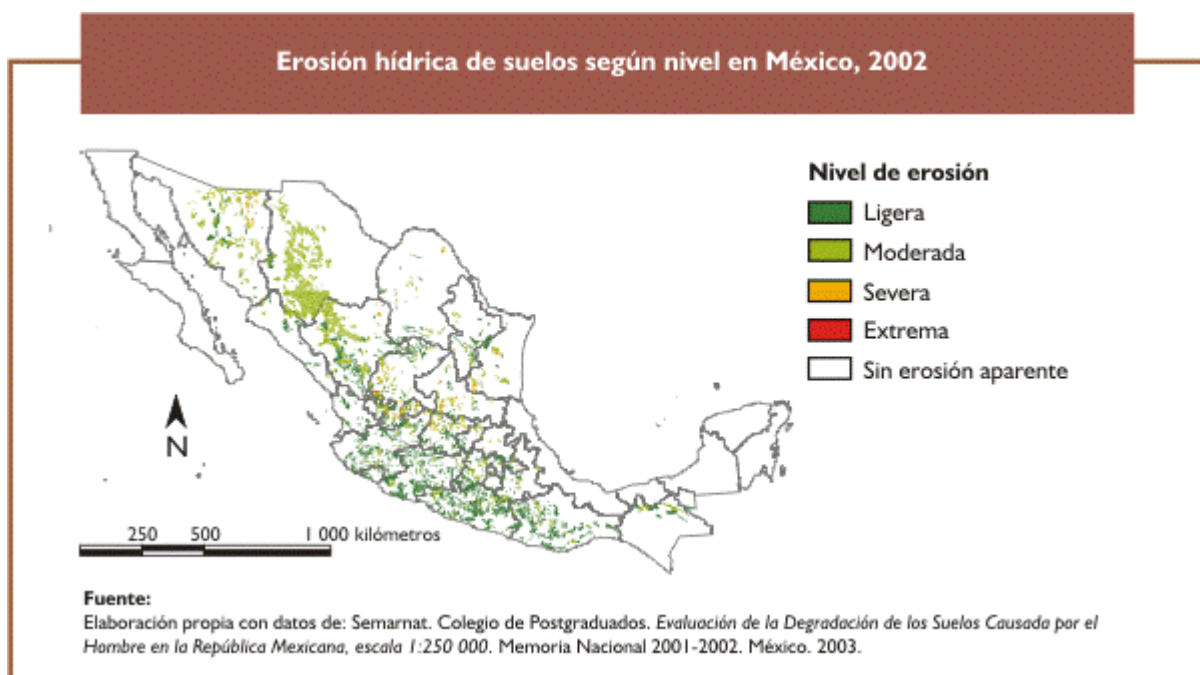 Erosión hídrica de suelos según nivel en México, 2002
Nivel de erosión
Ligera
Moderada
Severa
Extrema
Sin erosión aparente
N
250 500 1 000 kilómetros
Fuente:
Elaboración propia con datos de: Semarnat. Colegio de Postgraduados. Evaluación de la Degradación de los Suelos Causada por el
Hombre en la República Mexicana, escala 1:250 000. Memoria Nacional 2001-2002. México. 2003.